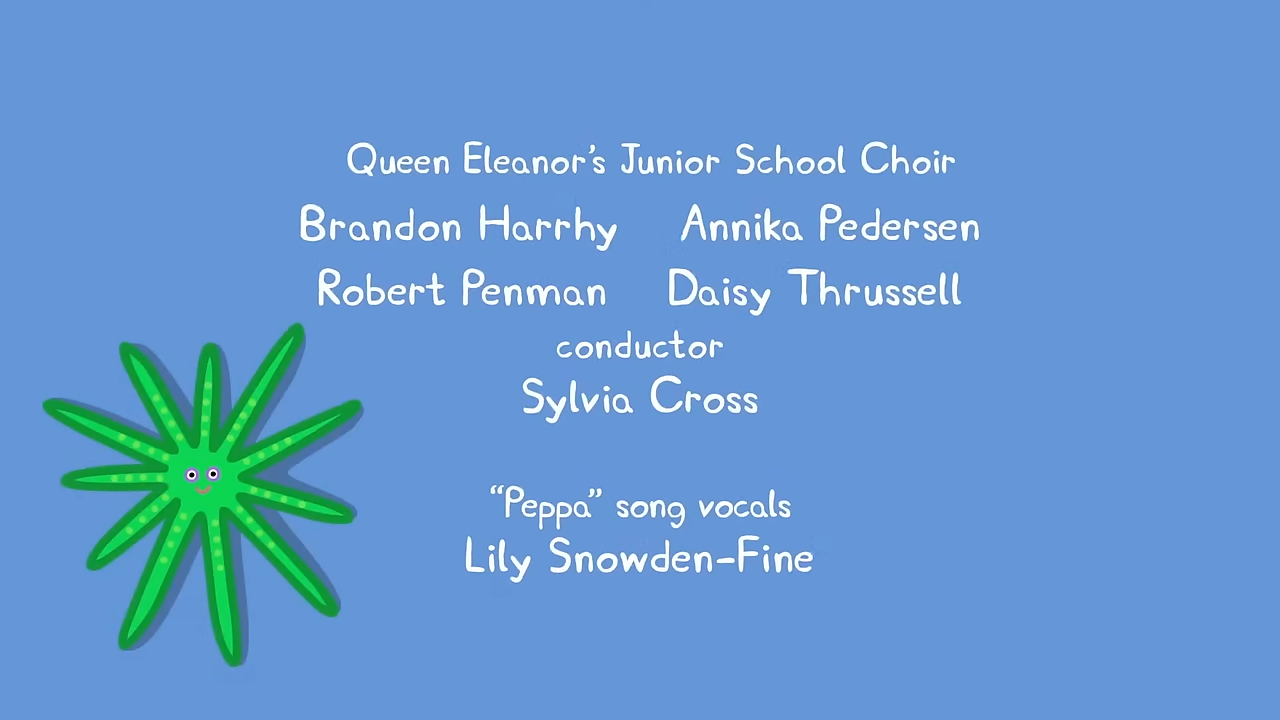 Queen Eleanor's Junior School Choir
Brandon Harrhy Annika Pedersen
Robert Penman Daisy Thrussell
conductor
Sylvia Cross
“Peppa” song vocals
Lily Snowden-Fine